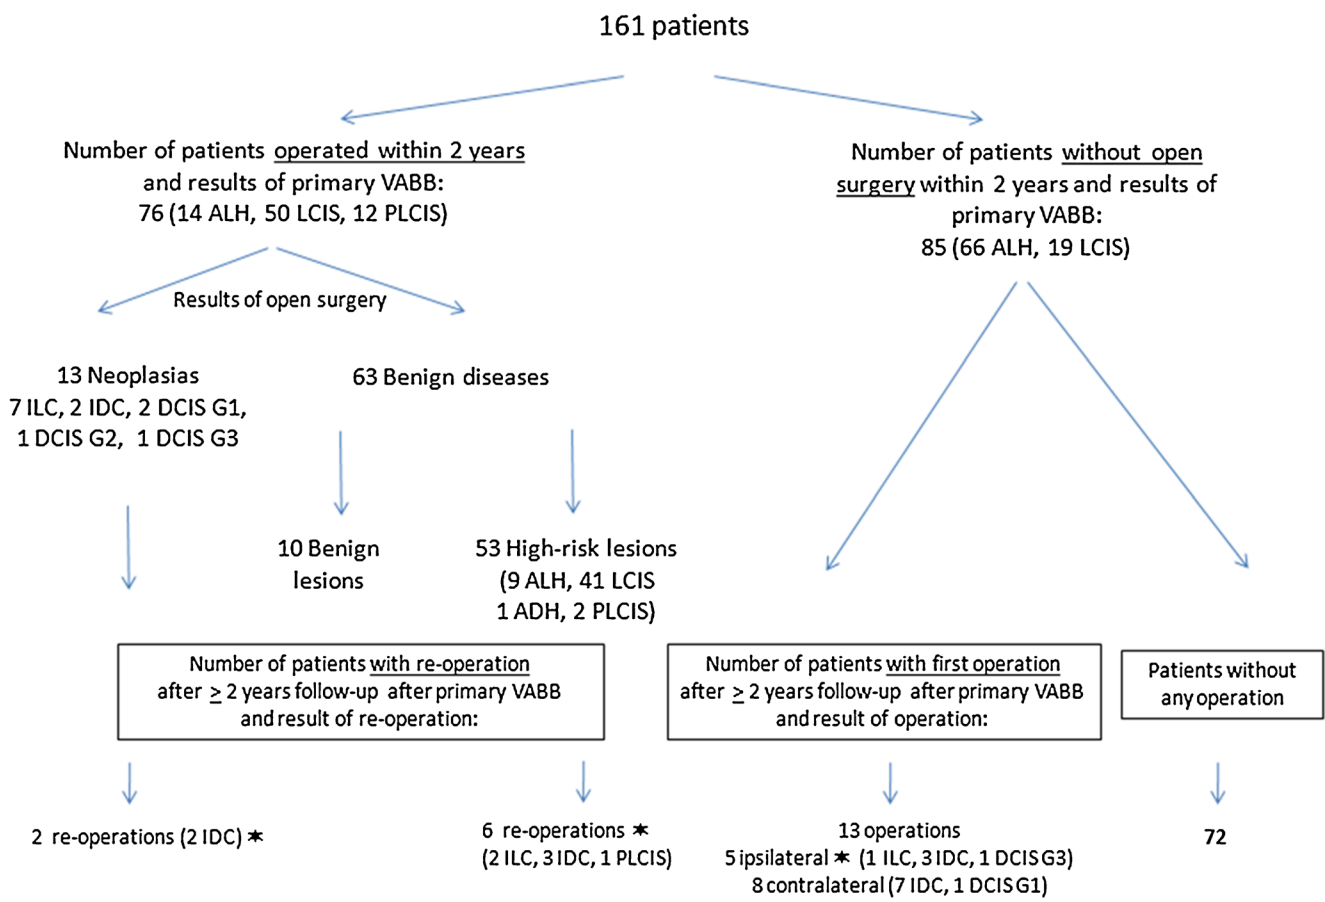 161 patients
Number of patients operated within 2 years
and results of primary VABB:
76 (14 ALH, 50 LCIS, 12 PLCIS)
Number of patients without open
surgery within 2 years and results of
primary VABB:
85 (66 ALH, 19 LCIS)
Results of open surgery
13 Neoplasias
7 ILC, 2 IDC, 2 DCIS G1,
1 DCIS G2, 1 DCIS G3
63 Benign diseases
10 Benign
lesions
53 High-risk lesions
(9 ALH, 41 LCIS
1 ADH, 2 PLCIS)
Number of patients with re-operation
after ≥ 2 years follow-up after primary VABB
and result of re-operation:
Number of patients with first operation
after ≥ 2 years follow-up after primary VABB
and result of operation:
Patients without
any operation
2 re-operations (2 IDC) ★
6 re-operations ★
(2 ILC, 3 IDC, 1 PLCIS)
13 operations
5 ipsilateral ★ (1 ILC, 3 IDC, 1 DCIS G3)
8 contralateral (7 IDC, 1 DCIS G1)
72